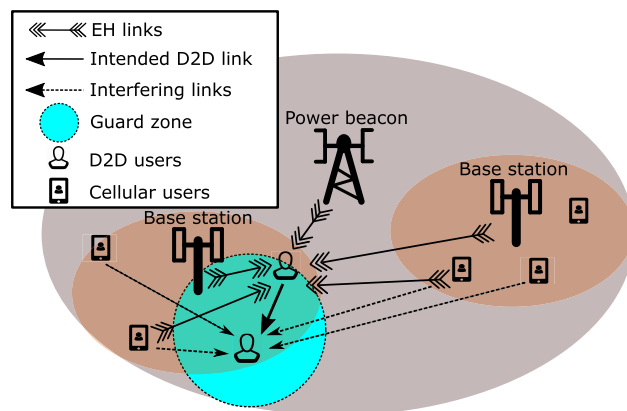 EH links
Intended D2D link
Interfering links
Guard zone
D2D users
Cellular users
Power beacon
Base station
Base station